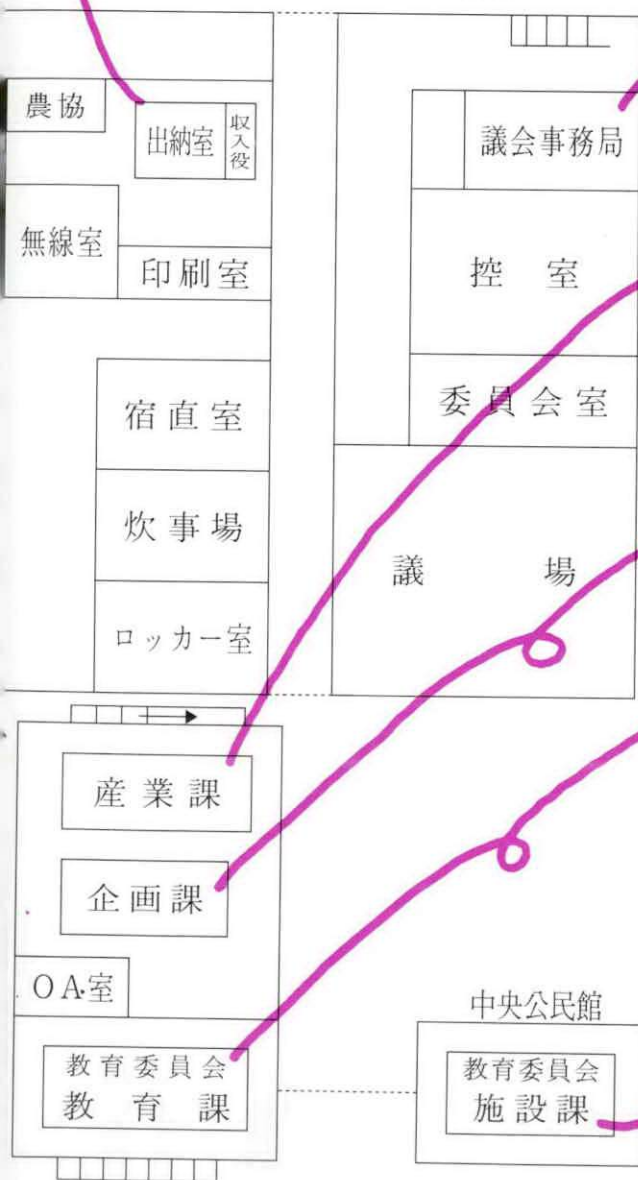 農協
出納室
収入役
議会事務局
無線室
印刷室
控室
宿直室
委員会室
炊事場
議場
ロッカー室
産業課
企画課
OA室
中央公民館
教育委員会
教育課
教育委員会
施設課